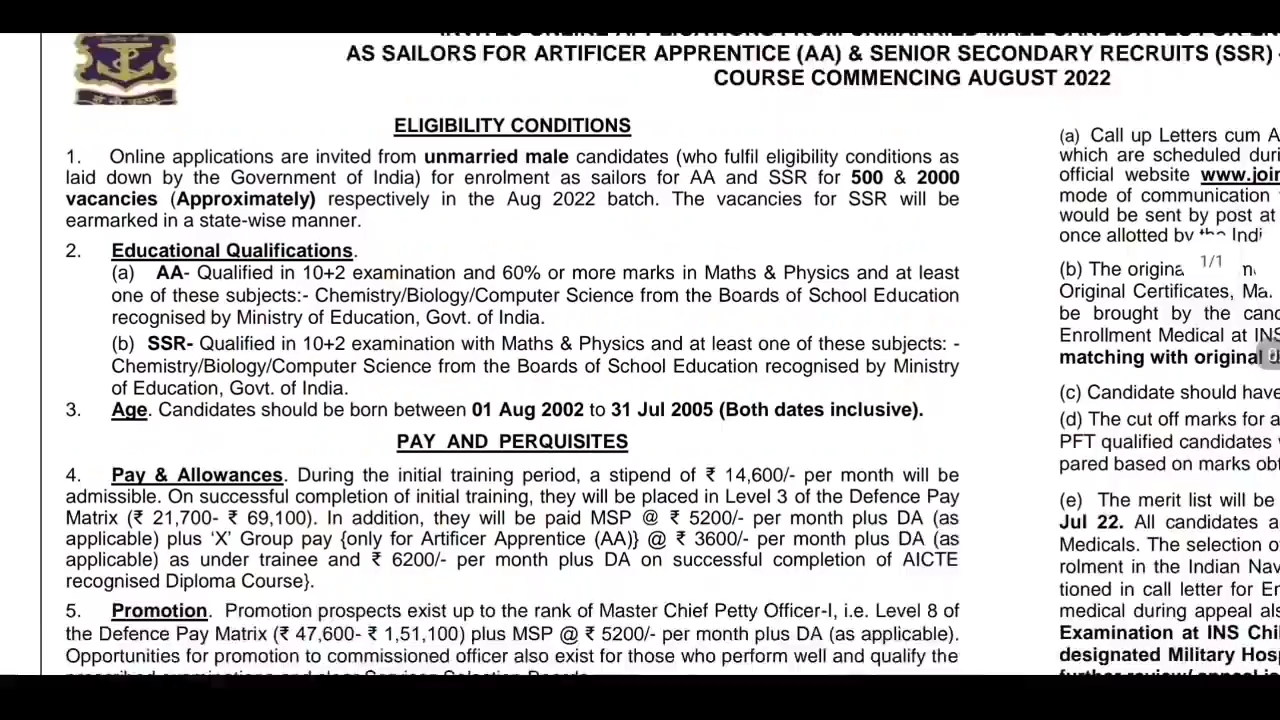 AS SAILORS FOR ARTIFICER APPRENTICE (AA) & SENIOR SECONDARY RECRUITS (SSR) -
COURSE COMMENCING AUGUST 2022
ELIGIBILITY CONDITIONS
1. Online applications are invited from unmarried male candidates (who fulfil eligibility conditions as
laid down by the Government of India) for enrolment as sailors for AA and SSR for 500 & 2000
vacancies (Approximately) respectively in the Aug 2022 batch. The vacancies for SSR will be
earmarked in a state-wise manner.
2. Educational Qualifications.
(a) AA- Qualified in 10+2 examination and 60% or more marks in Maths & Physics and at least
one of these subjects:- Chemistry/Biology/Computer Science from the Boards of School Education
recognised by Ministry of Education, Govt. of India.
(b) SSR- Qualified in 10+2 examination with Maths & Physics and at least one of these subjects: -
Chemistry/Biology/Computer Science from the Boards of School Education recognised by Ministry
of Education, Govt. of India.
3. Age. Candidates should be born between 01 Aug 2002 to 31 Jul 2005 (Both dates inclusive).
PAY AND PERQUISITES
4. Pay & Allowances. During the initial training period, a stipend of ₹ 14,600/- per month will be
admissible. On successful completion of initial training, they will be placed in Level 3 of the Defence Pay
Matrix (₹ 21,700- ₹ 69,100). In addition, they will be paid MSP @ ₹ 5200/- per month plus DA (as
applicable) plus ‘X’ Group pay {only for Artificer Apprentice (AA)} @ ₹ 3600/- per month plus DA (as
applicable) as under trainee and ₹ 6200/- per month plus DA on successful completion of AICTE
recognised Diploma Course}.
5. Promotion. Promotion prospects exist up to the rank of Master Chief Petty Officer-I, i.e. Level 8 of
the Defence Pay Matrix (₹ 47,600- ₹ 1,51,100) plus MSP @ ₹ 5200/- per month plus DA (as applicable).
Opportunities for promotion to commissioned officer also exist for those who perform well and qualify the
(a) Call up Letters cum A
which are scheduled duri
official website www.join
mode of communication
would be sent by post at
once allotted by the Indi
1/1
(b) The origina
Original Certificates, Ma.
be brought by the canc
Enrollment Medical at INS
matching with original
(c) Candidate should have
(d) The cut off marks for a
PFT qualified candidates
pared based on marks obt
(e) The merit list will be
Jul 22. All candidates a
Medicals. The selection of
rolment in the Indian Nav
tioned in call letter for En
medical during appeal als
Examination at INS Chil
designated Military Hosp